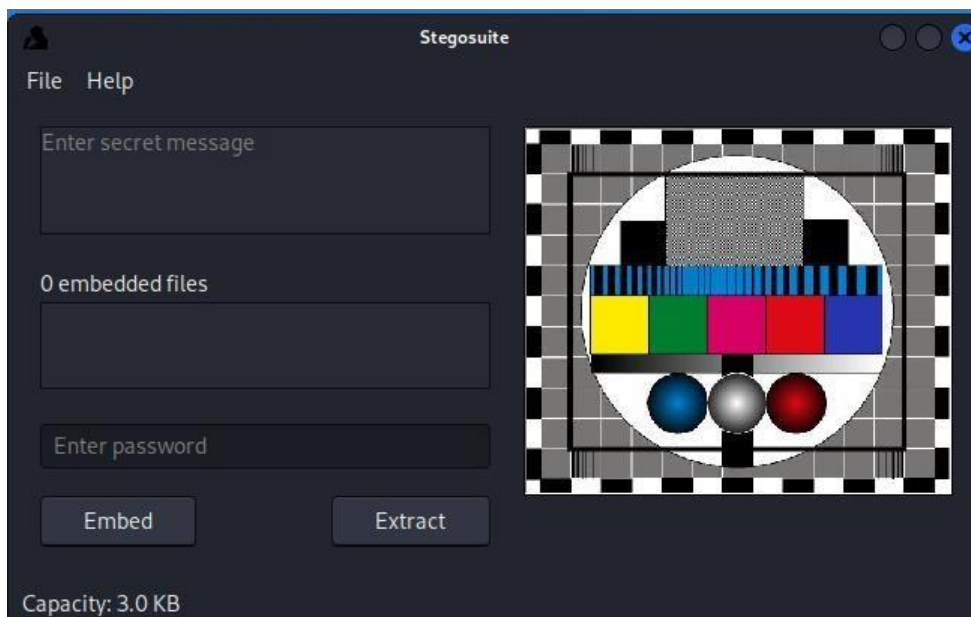 Stegosuite
File Help
Enter secret message
0 embedded files
Enter password
Embed Extract
Capacity: 3.0 KB